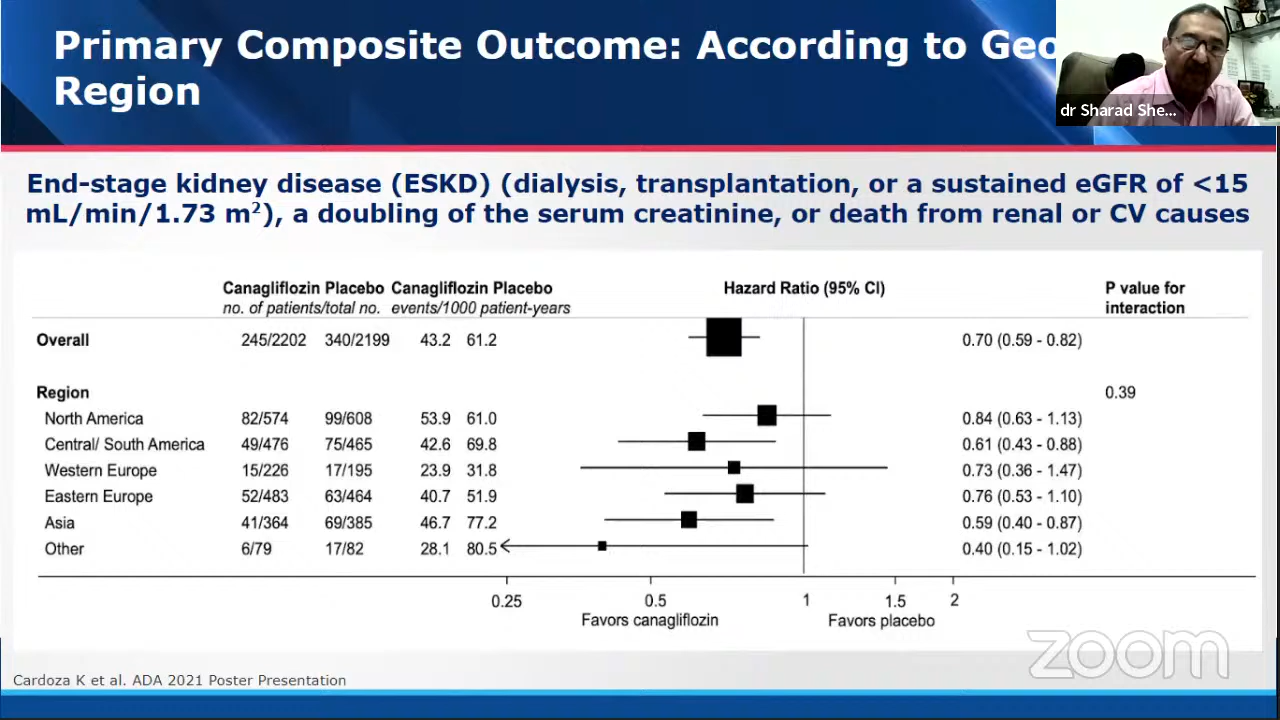 Primary Composite Outcome: According to Geo
Region
dr Sharad She...
End-stage kidney disease (ESKD) (dialysis, transplantation, or a sustained eGFR of <15
mL/min/1.73 m²), a doubling of the serum creatinine, or death from renal or CV causes
Canagliflozin Placebo Canagliflozin Placebo Hazard Ratio (95% CI) P value for
no. of patients/total no. events/1000 patient-years interaction
Overall 245/2202 340/2199 43.2 61.2 0.70 (0.59 - 0.82)
Region 0.39
North America 82/574 99/608 53.9 61.0 0.84 (0.63 - 1.13)
Central/ South America 49/476 75/465 42.6 69.8 0.61 (0.43 - 0.88)
Western Europe 15/226 17/195 23.9 31.8 0.73 (0.36 - 1.47)
Eastern Europe 52/483 63/464 40.7 51.9 0.76 (0.53 - 1.10)
Asia 41/364 69/385 46.7 77.2 0.59 (0.40 - 0.87)
Other 6/79 17/82 28.1 80.5 0.40 (0.15 - 1.02)
0.25 0.5 1 1.5 2
Favors canagliflozin Favors placebo
zoom
Cardoza K et al. ADA 2021 Poster Presentation